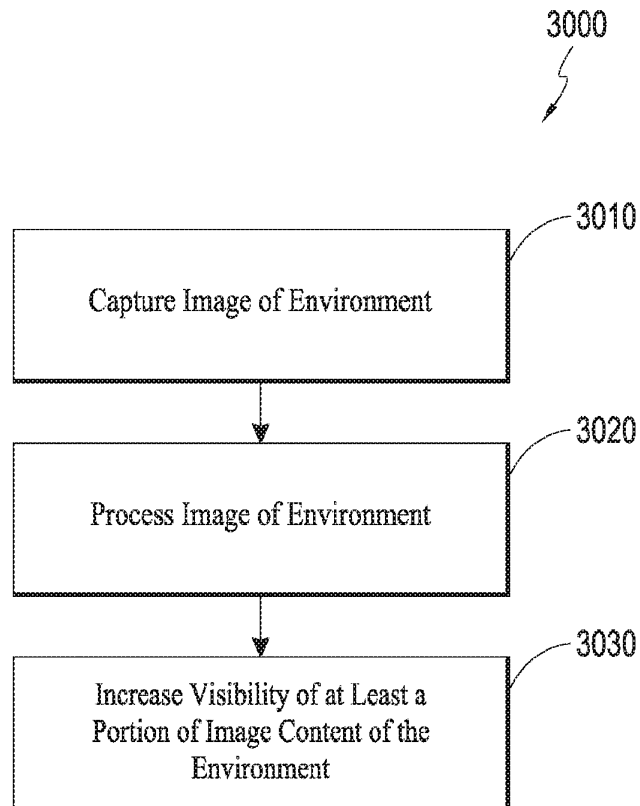 3000
3010
Capture Image of Environment
3020
Process Image of Environment
3030
Increase Visibility of at Least a
Portion of Image Content of the
Environment